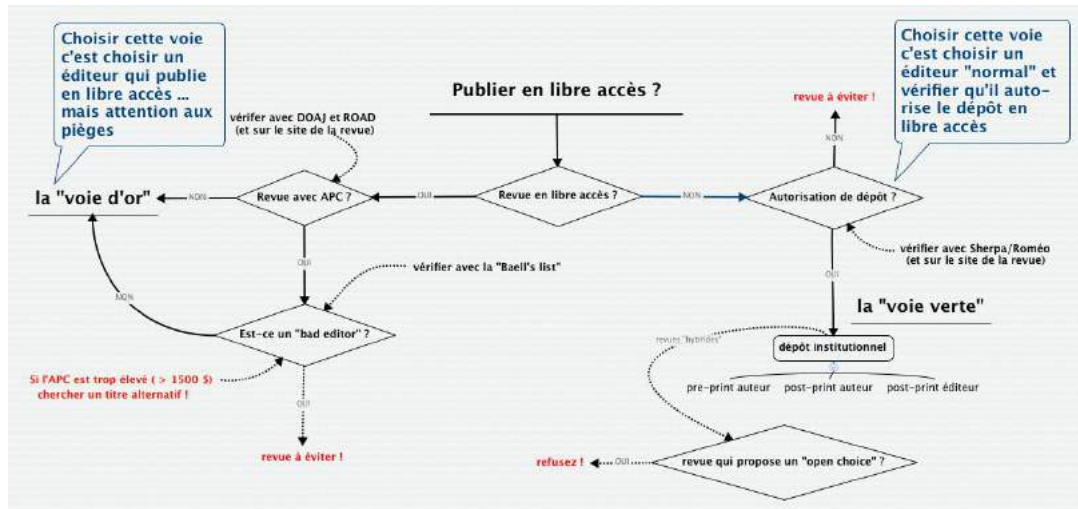 Choisir cette voie
c'est choisir un
éditeur qui publie
en libre accès ...
mais attention aux
pièges
Publier en libre accès ?
Choisir cette voie
c'est choisir un
éditeur "normal" et
vérifier qu'il auto-
rise le dépôt en
libre accès
revue à éviter !
NON
vérifer avec DOAJ et ROAD
(et sur le site de la revue)
la "voie d'or"
NON
Revue avec APC ?
OUI
Revue en libre accès ?
NON
Autorisation de dépôt ?
vérifier avec Sherpa/Roméo
(et sur le site de la revue)
OUI
OUI
vérifier avec la "Baell's list"
NON
Est-ce un "bad editor" ?
la "voie verte"
revues "hybrides"
dépôt institutionnel
Si l'APC est trop élevé ( > 1500 $)
chercher un titre alternatif !
pre-print auteur
post-print auteur
post-print éditeur
OUI
revue à éviter !
refusez !
OUI
revue qui propose un "open choice" ?